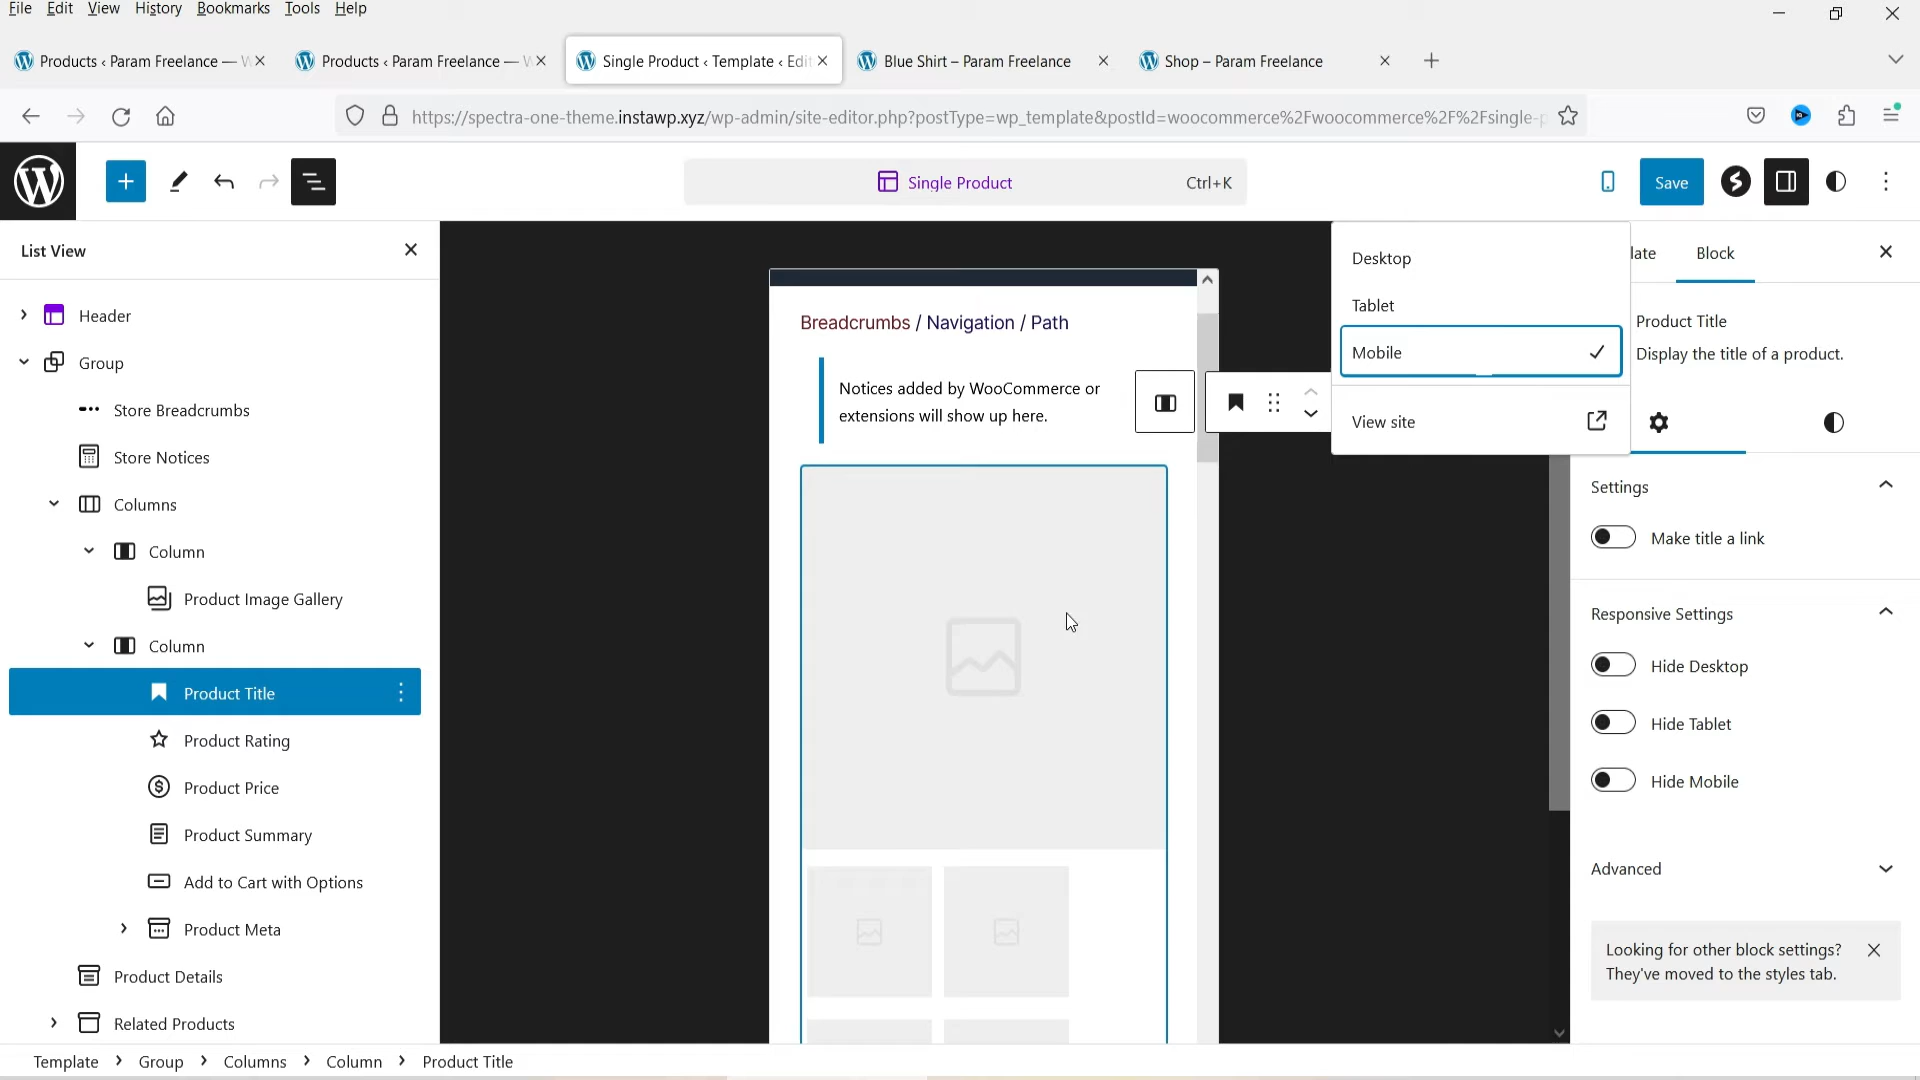 File Edit View History Bookmarks Tools Help
Products ‹ Param Freelance —
Products ‹ Param Freelance —
Single Product ‹ Template ‹ Edi
Blue Shirt – Param Freelance
Shop – Param Freelance
https://spectra-one-theme.instawp.xyz/wp-admin/site-editor.php?postType=wp_template&postId=woocommerce%2Fwoocommerce%2F%2Fsingle-
Single Product
Ctrl+K
Save
List View
Header
Group
Store Breadcrumbs
Store Notices
Columns
Column
Product Image Gallery
Column
Product Title
Product Rating
Product Price
Product Summary
Add to Cart with Options
Product Meta
Product Details
Related Products
Breadcrumbs / Navigation / Path
Notices added by WooCommerce or
extensions will show up here.
Desktop
Tablet
Mobile
View site
late
Block
Product Title
Display the title of a product.
Settings
Make title a link
Responsive Settings
Hide Desktop
Hide Tablet
Hide Mobile
Advanced
Looking for other block settings?
They've moved to the styles tab.
Template > Group > Columns > Column > Product Title